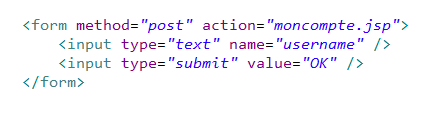 <form method="post" action="moncompte.jsp">
    <input type="text" name="username" />
    <input type="submit" value="OK" />
</form>